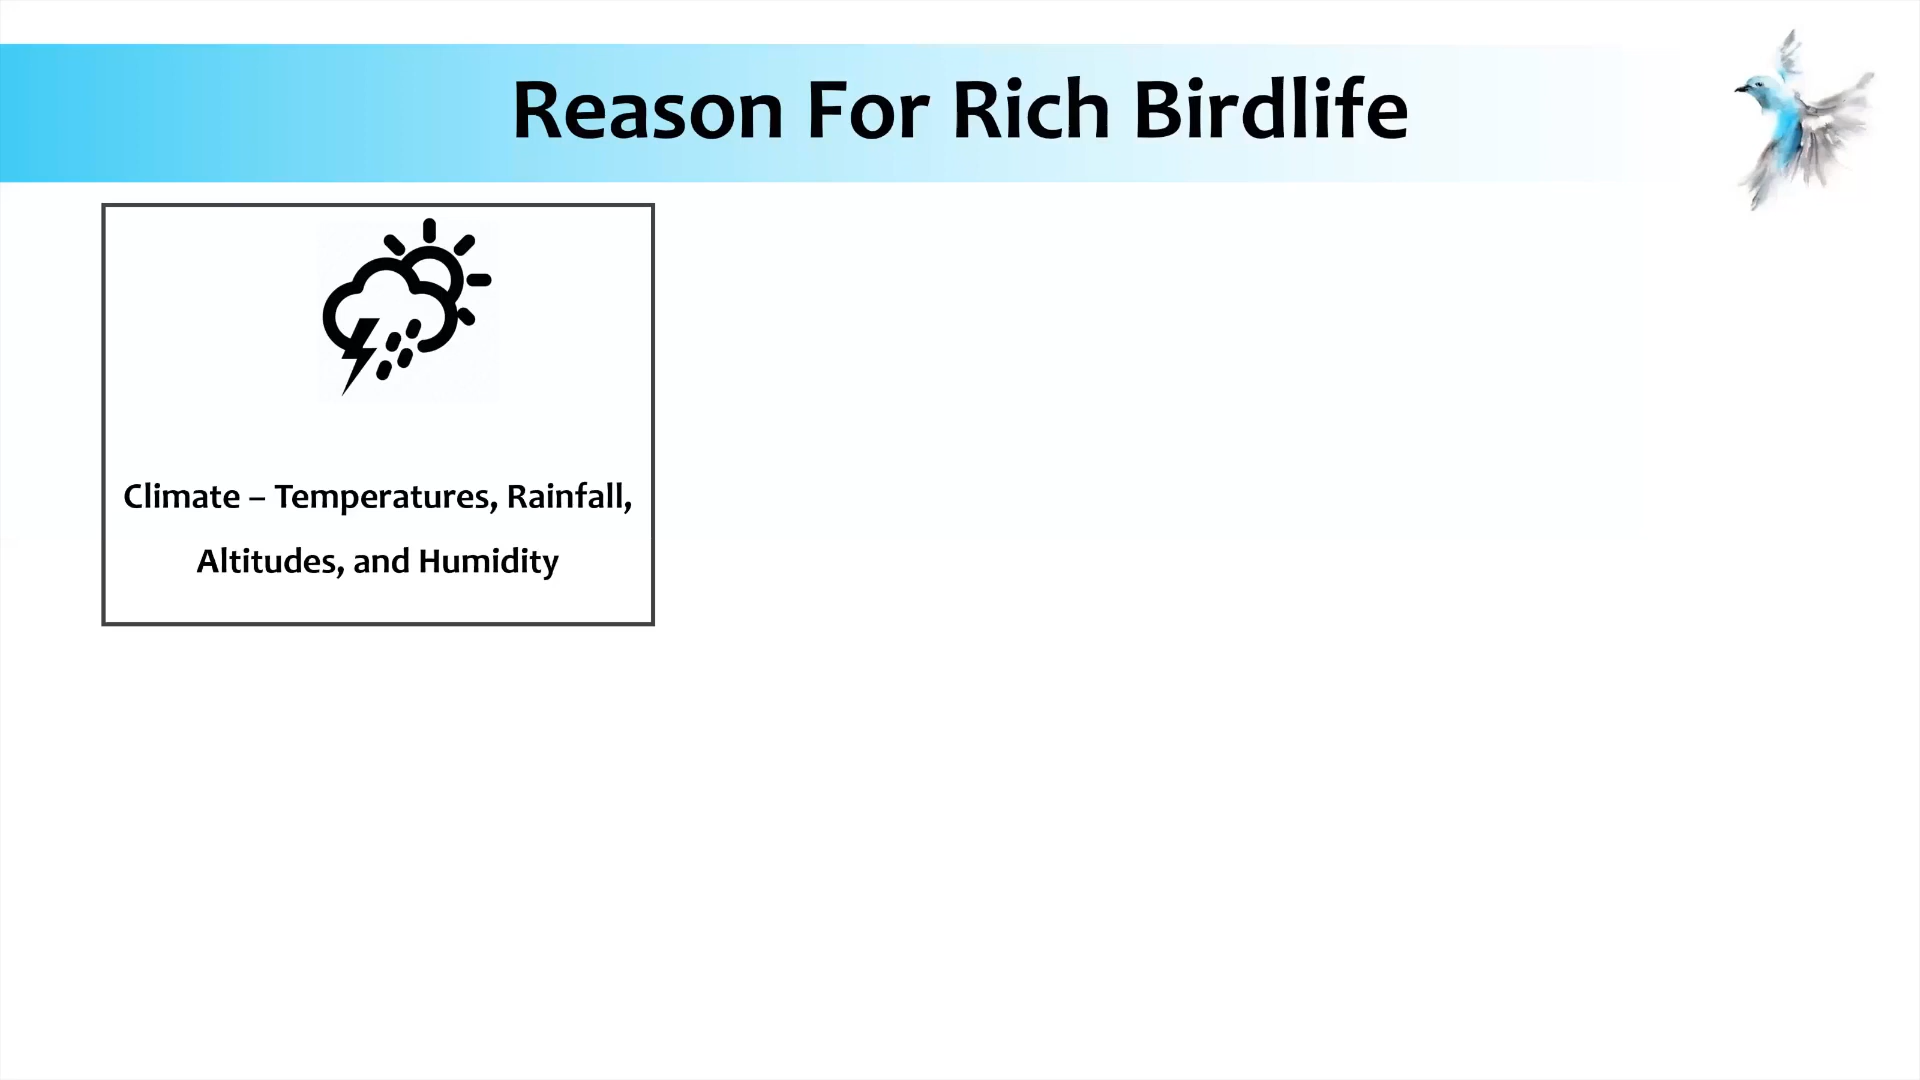 Reason For Rich Birdlife
Climate – Temperatures, Rainfall,
Altitudes, and Humidity